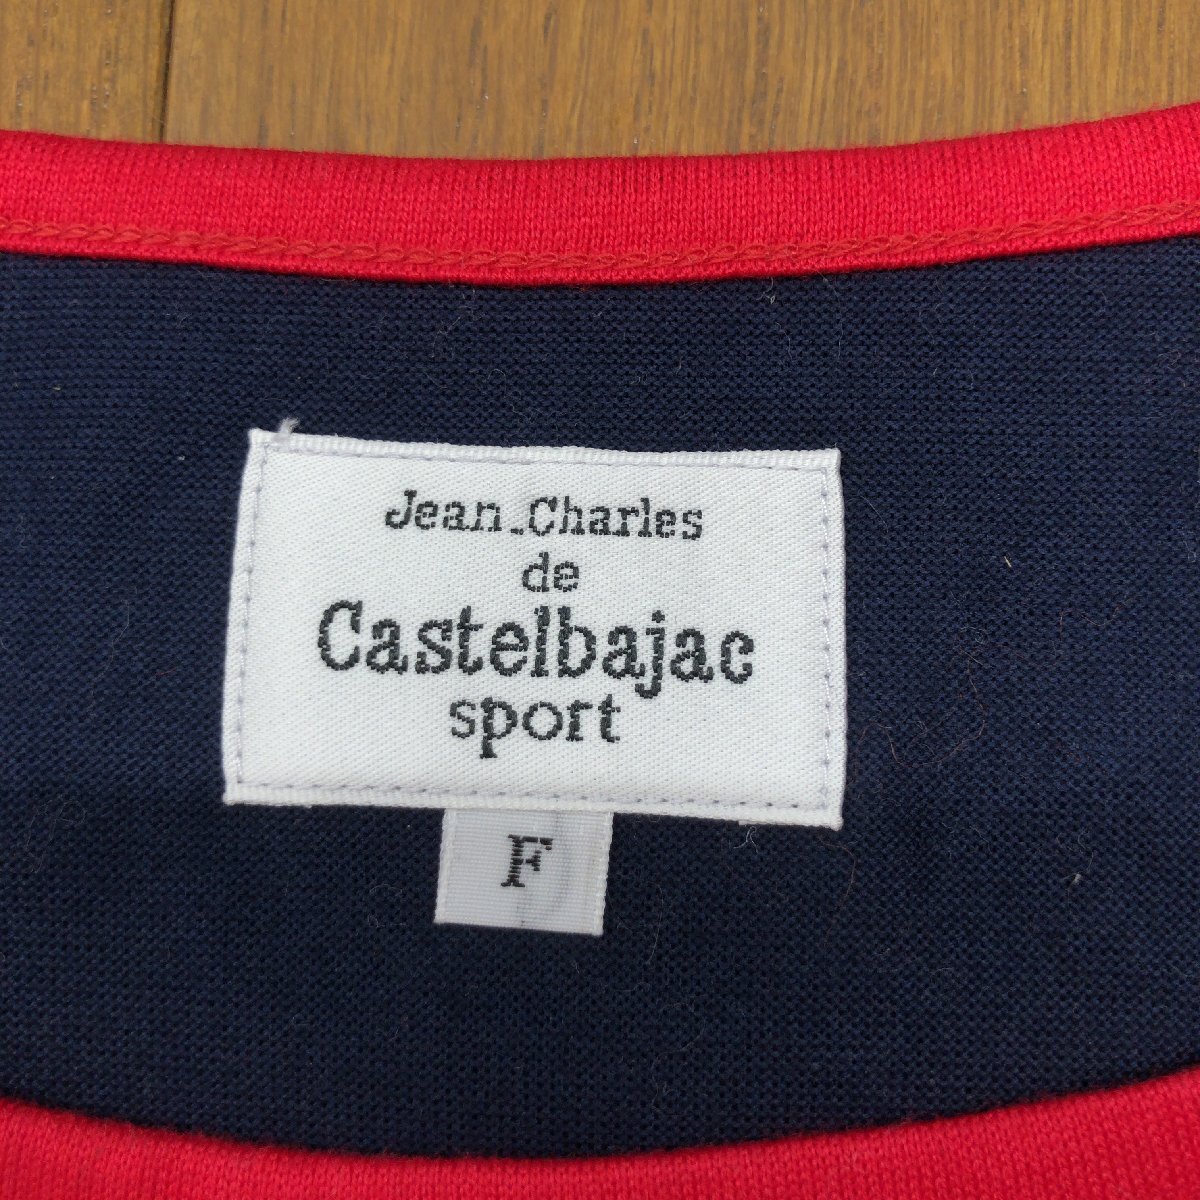 Jean-Charles
de
Castelbajac
sport
F